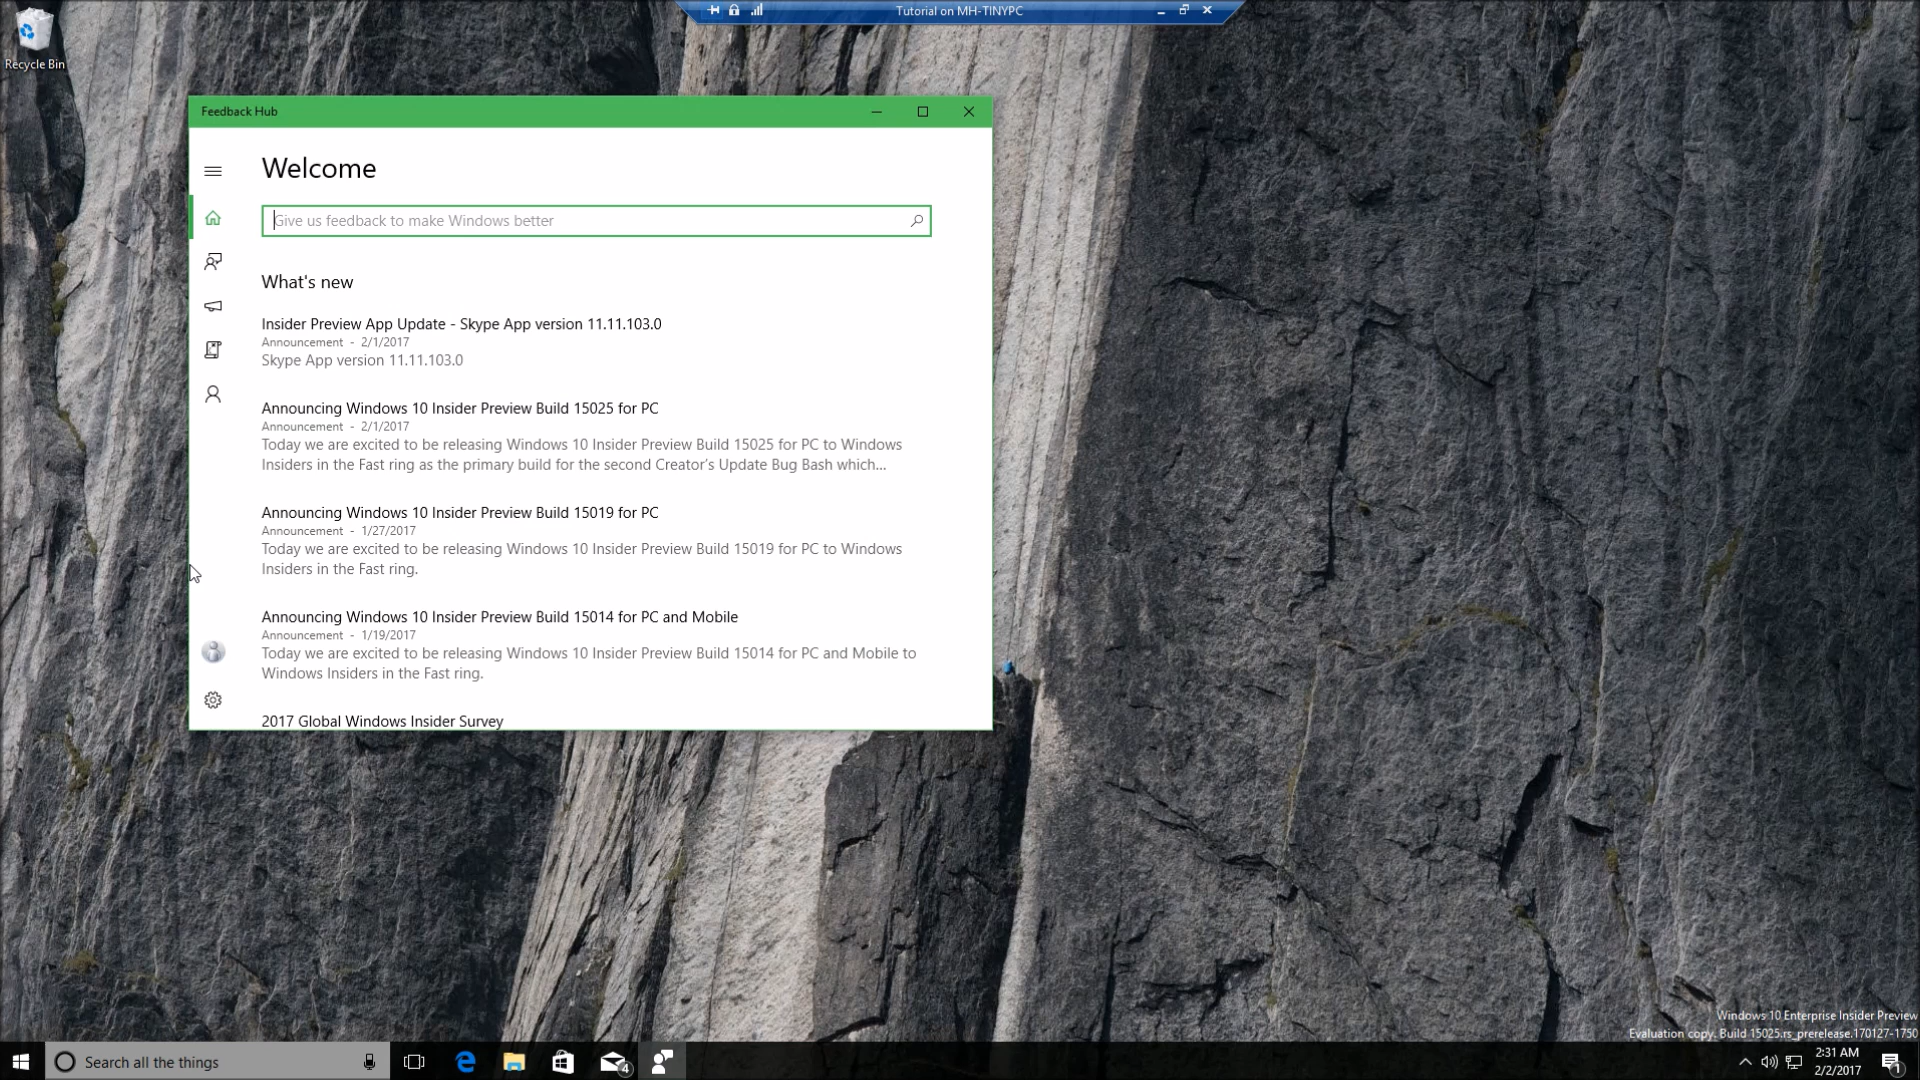 Tutorial on MH-TINYPC
Recycle Bin
Feedback Hub
Welcome
Give us feedback to make Windows better
What's new
Insider Preview App Update - Skype App version 11.11.103.0
Announcement - 2/1/2017
Skype App version 11.11.103.0
Announcing Windows 10 Insider Preview Build 15025 for PC
Announcement - 2/1/2017
Today we are excited to be releasing Windows 10 Insider Preview Build 15025 for PC to Windows
Insiders in the Fast ring as the primary build for the second Creator's Update Bug Bash which...
Announcing Windows 10 Insider Preview Build 15019 for PC
Announcement - 1/27/2017
Today we are excited to be releasing Windows 10 Insider Preview Build 15019 for PC to Windows
Insiders in the Fast ring.
Announcing Windows 10 Insider Preview Build 15014 for PC and Mobile
Announcement - 1/19/2017
Today we are excited to be releasing Windows 10 Insider Preview Build 15014 for PC and Mobile to
Windows Insiders in the Fast ring.
2017 Global Windows Insider Survey
Windows 10 Enterprise Insider Preview
Evaluation copy. Build 15025.rs_prerelease.170127-1750
Search all the things
4
2:31 AM
2/2/2017
1